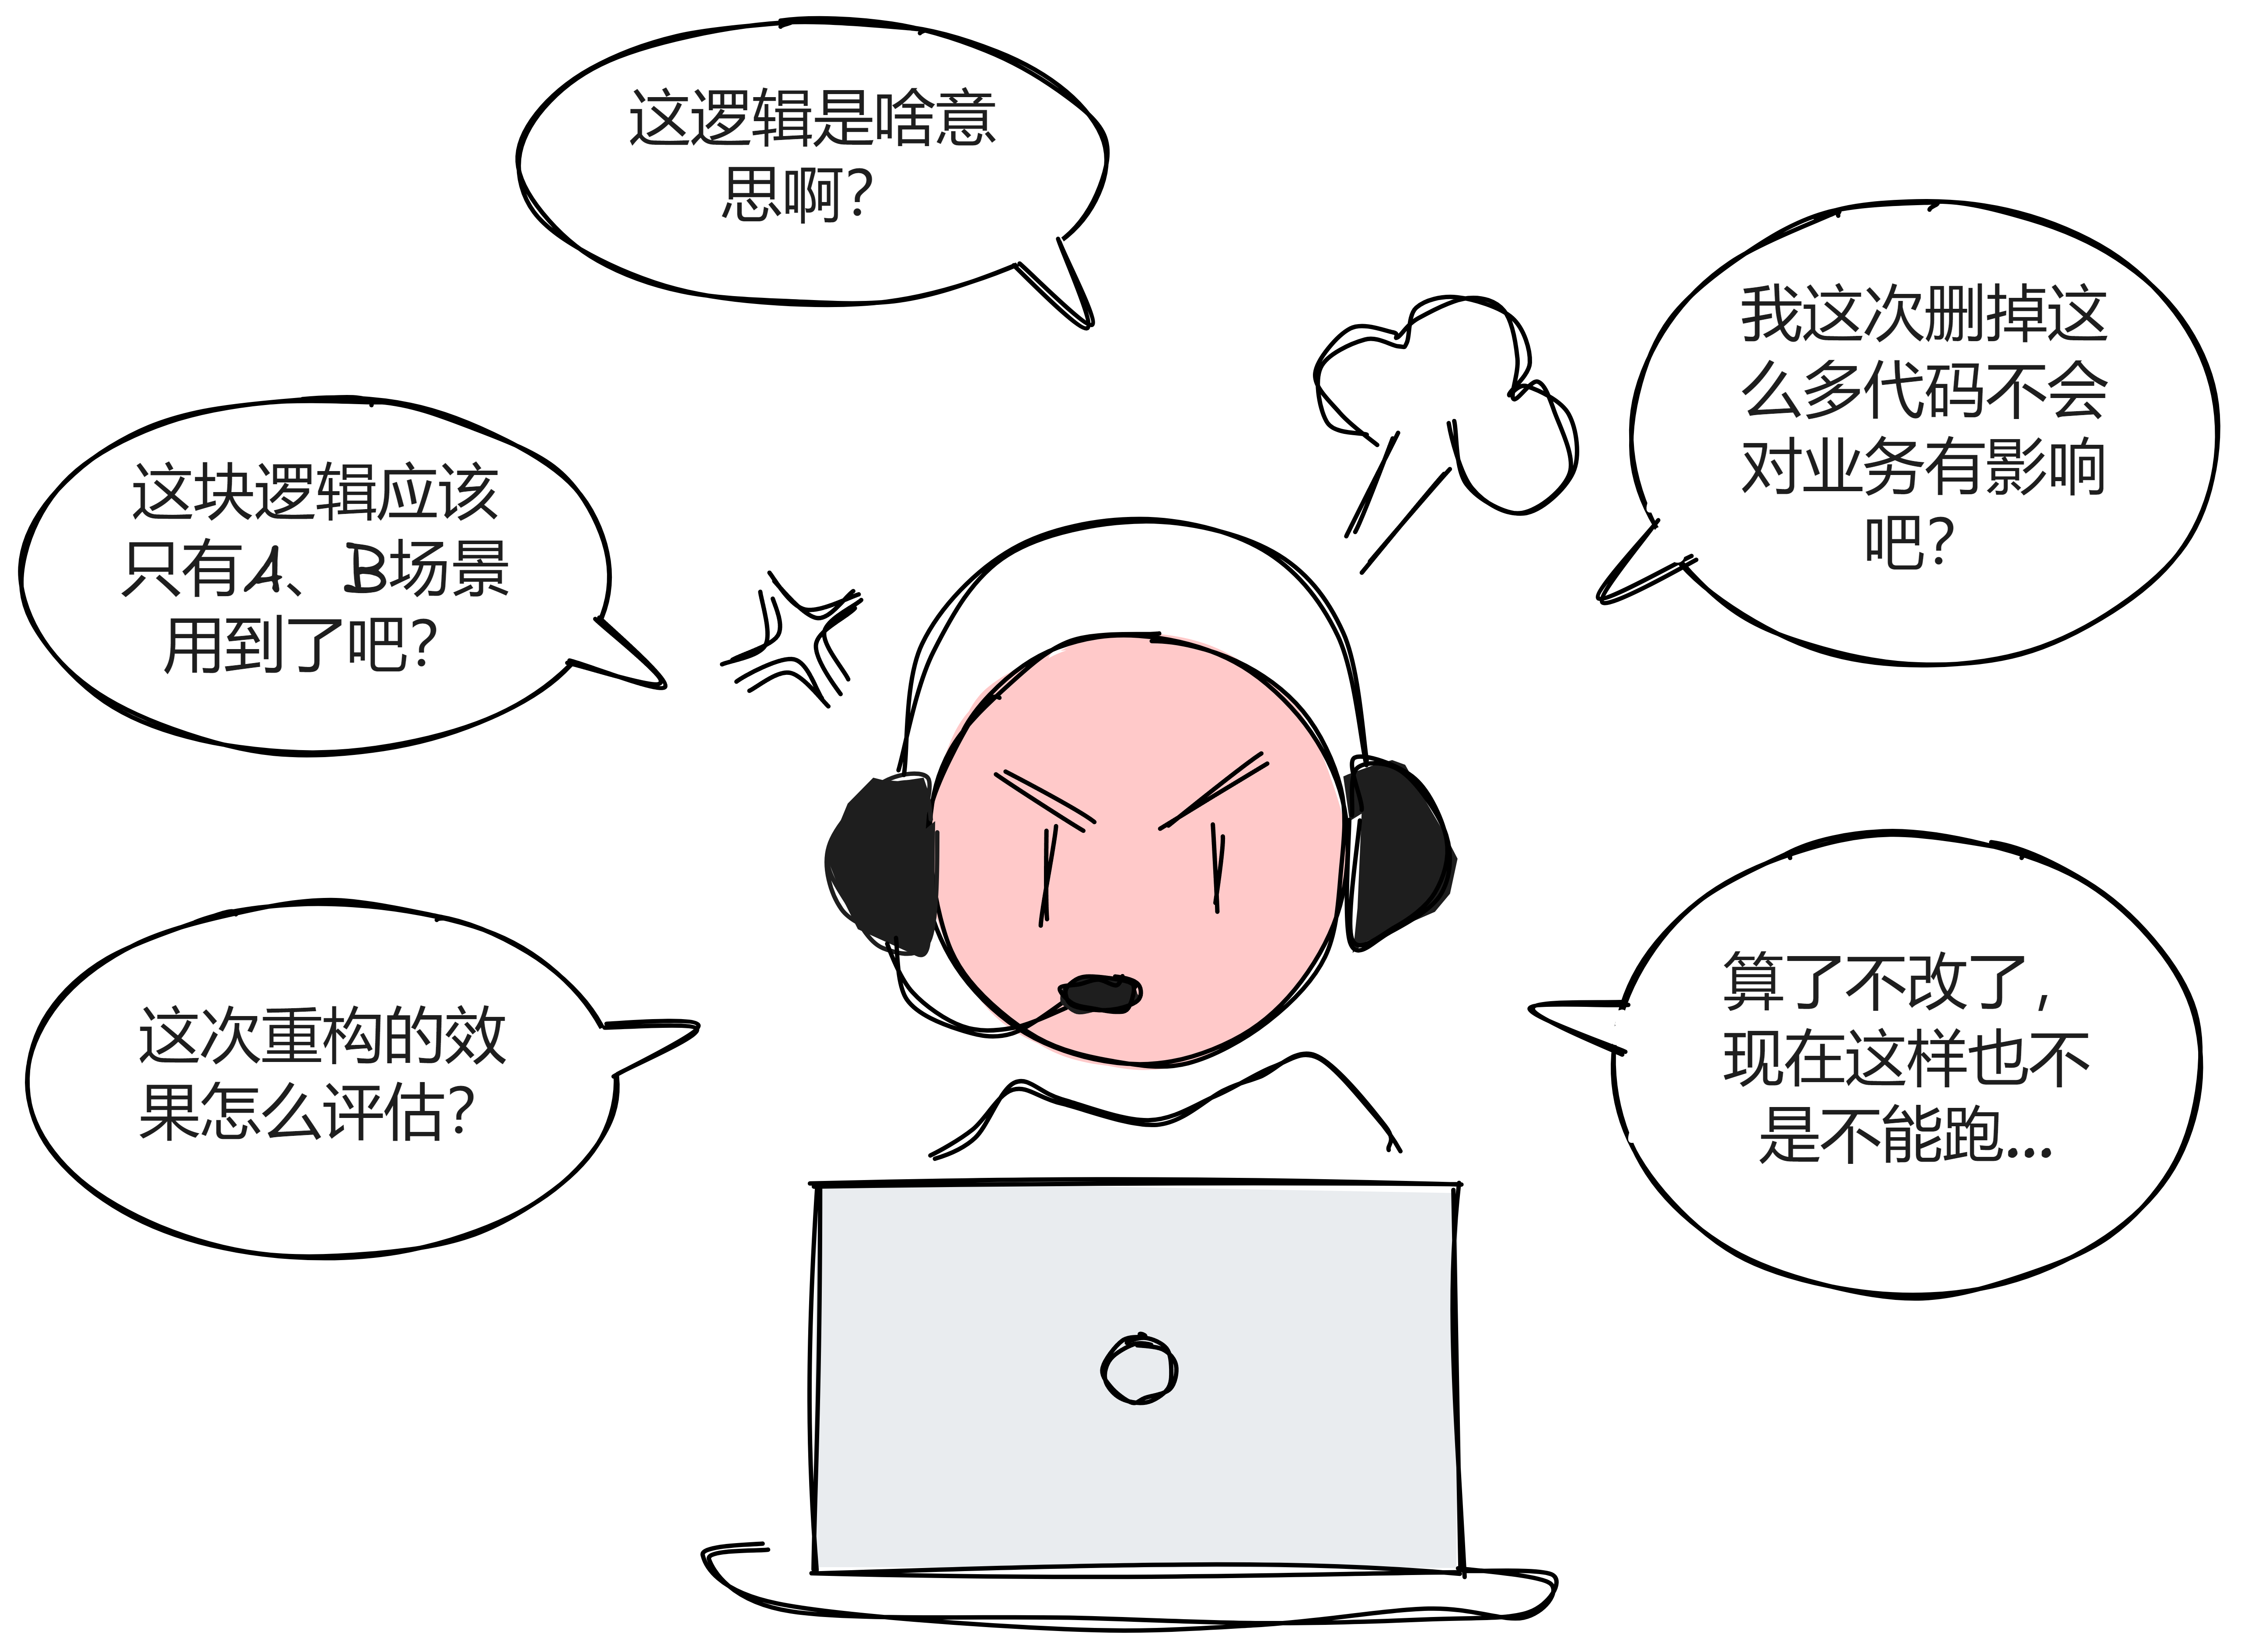 这逻辑是啥意
思啊？
我这次删掉这
么多代码不会
对业务有影响
吧？
这块逻辑应该
只有A、B场景
用到了吧？
这次重构的效
果怎么评估？
算了不改了，
现在这样也不
是不能跑...